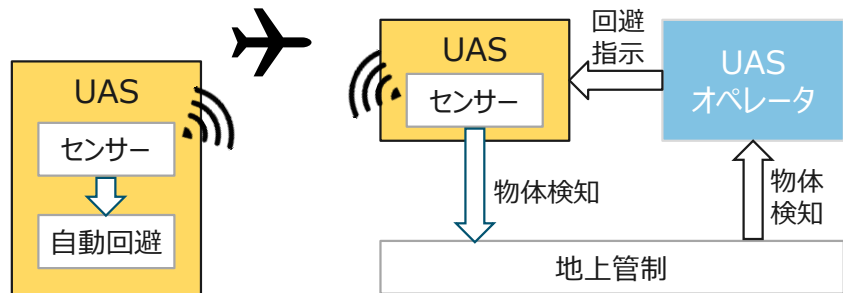 UAS
センサー
自動回避
UAS
センサー
回避
指示
UAS
オペレータ
物体検知
物体
検知
地上管制